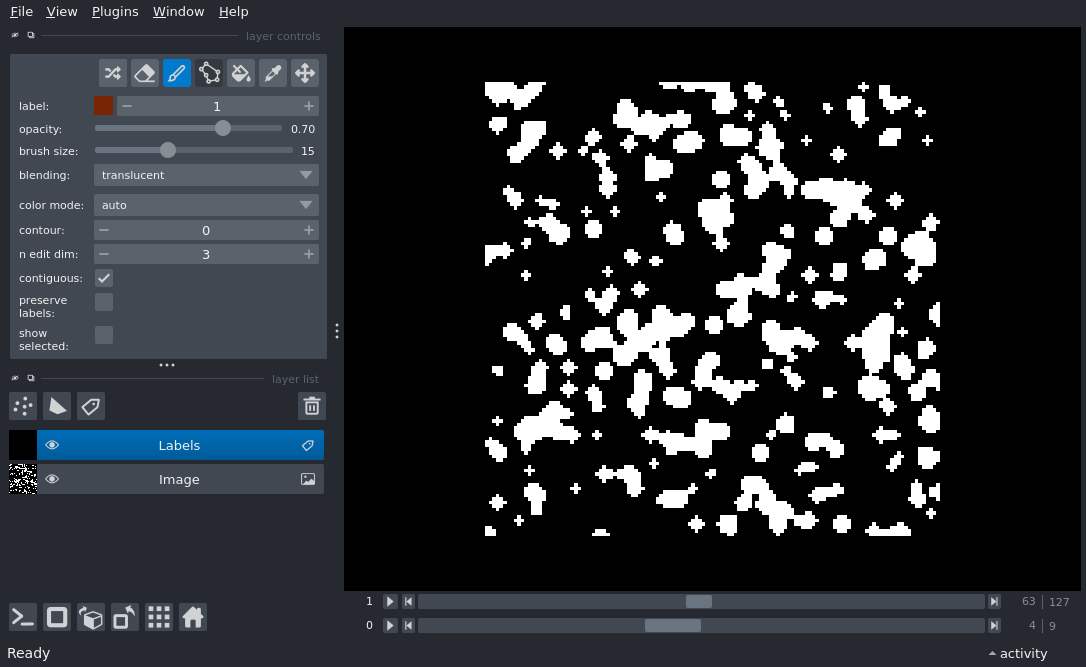 File View Plugins Window Help
layer controls
label: 1
opacity: 0.70
brush size: 15
blending: translucent
color mode: auto
contour: 0
n edit dim: 3
contiguous:
preserve
labels:
show
selected:
layer list
Labels
Image
1 63 127
0 4 9
Ready activity